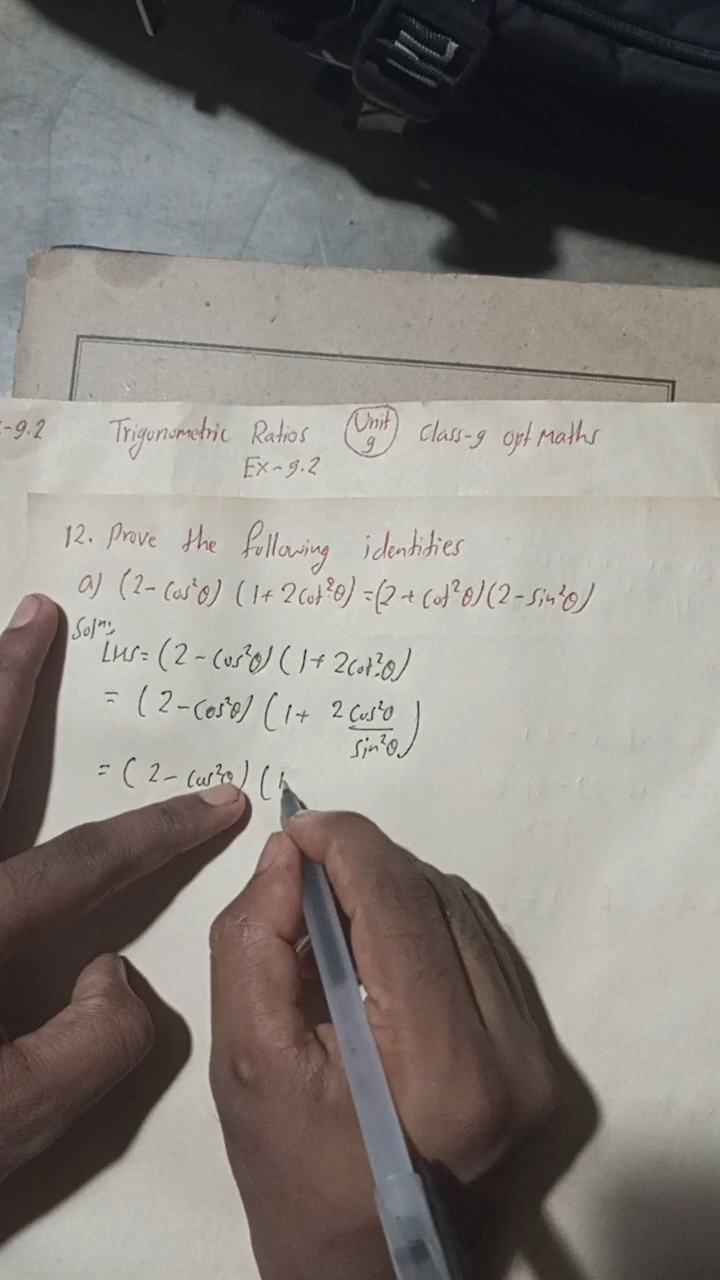 -9.2 Trigonometric Ratios Unit 9 Class-9 opt Maths
Ex-9.2
12. Prove the following identities
a) (2-Cos²θ) (1+2Cot²θ) =(2+Cot²θ)(2-Sin²θ)
Solⁿ:
LHS= (2-Cos²θ)(1+2Cot²θ)
= (2-Cos²θ) (1+ 2Cos²θ/Sin²θ)
= (2-Cos²θ) (1